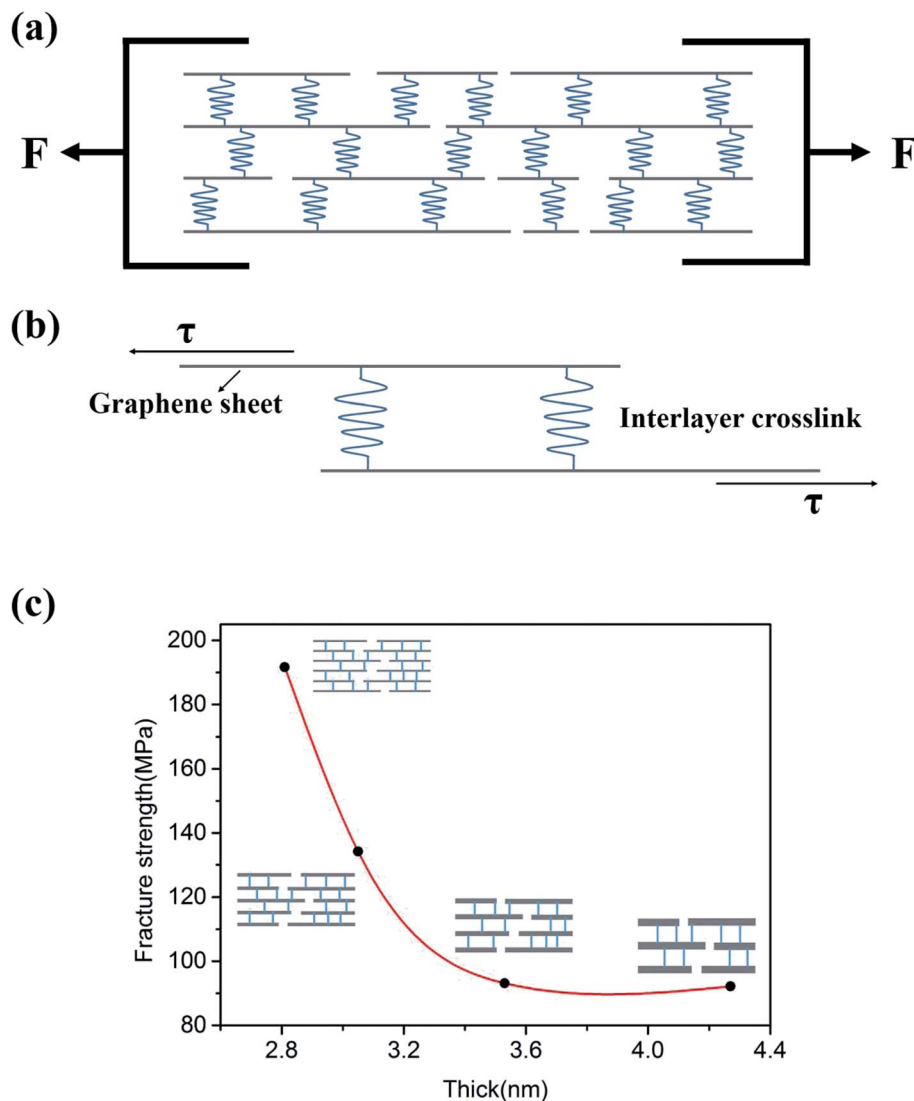 (a)
F F
(b)
τ
Graphene sheet
Interlayer crosslink
τ
(c)
Fracture strength(MPa)
200
180
160
140
120
100
80
2.8 3.2 3.6 4.0 4.4
Thick(nm)